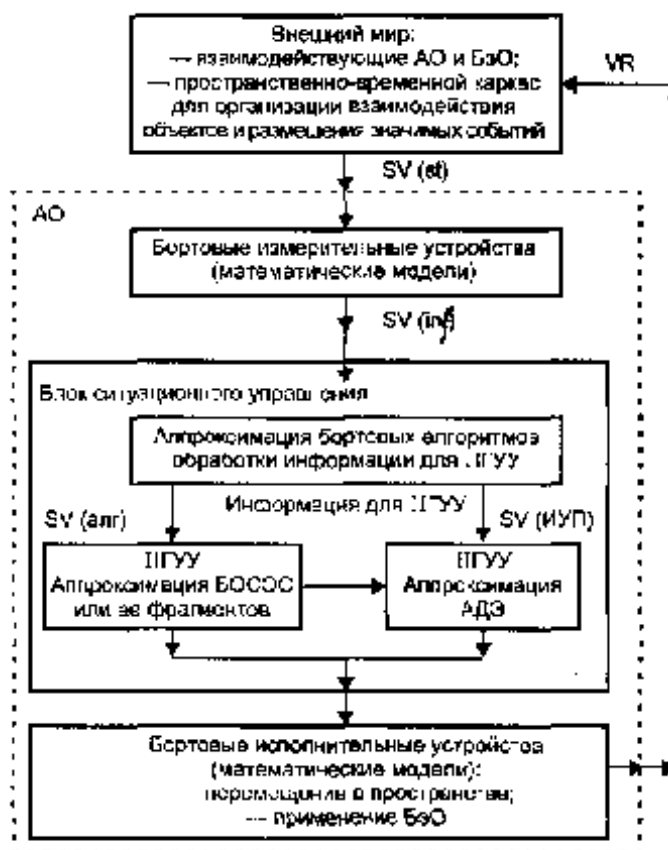 Внешний мир:
— взаимодействующие АО и БэО;
— пространственно-временной каркас
для организации взаимодействия
объектов и размещения значимых событий
VR
SV (st)
АО
Бортовые измерительные устройства
(математические модели)
SV (inf)
Блок ситуационного управления
Аппроксимация бортовых алгоритмов
обработки информации для ПГУУ
Информация для ПГУУ
SV (алг)
SV (ИУП)
ПГУУ
Аппроксимация БОСЭС
или ее фрагментов
ПГУУ
Аппроксимация
АДЭ
Бортовые исполнительные устройства
(математические модели):
перемещение в пространстве;
— применение БэО